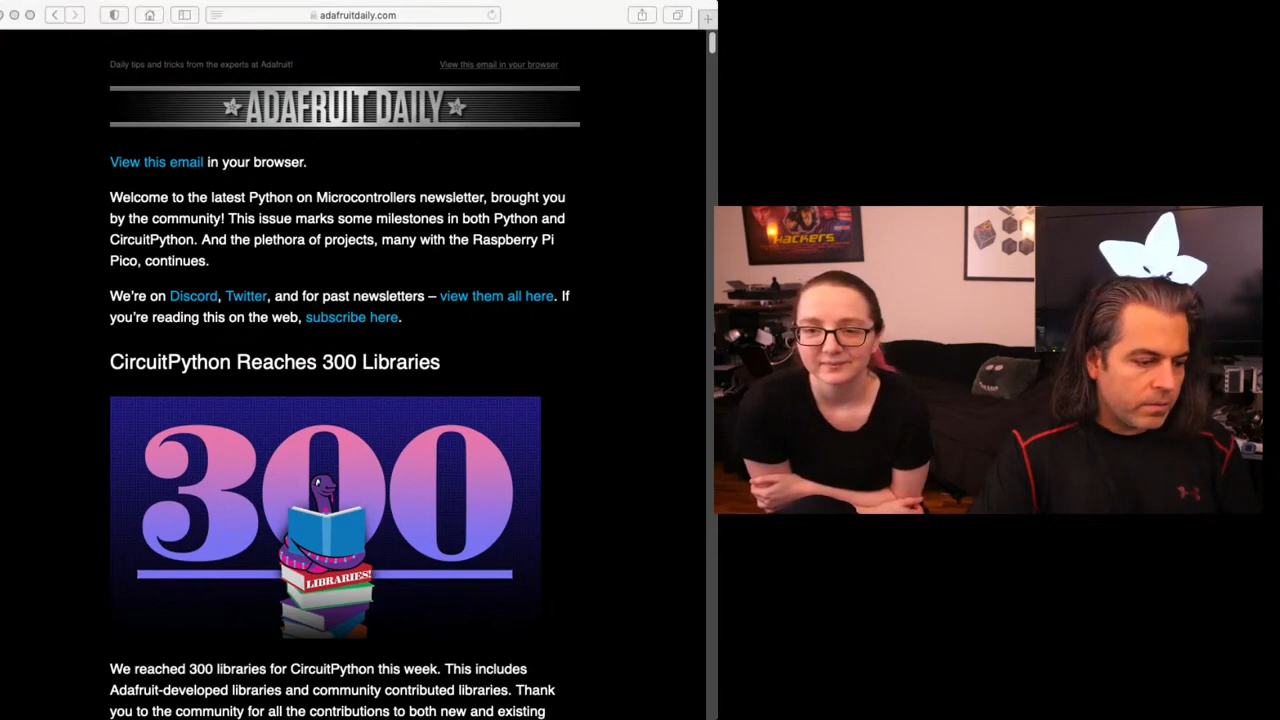 adafruitdaily.com
Daily tips and tricks from the experts at Adafruit!
View this email in your browser
ADAFRUIT DAILY
View this email in your browser.
Welcome to the latest Python on Microcontrollers newsletter, brought you
by the community! This issue marks some milestones in both Python and
CircuitPython. And the plethora of projects, many with the Raspberry Pi
Pico, continues.
We're on Discord, Twitter, and for past newsletters – view them all here. If
you're reading this on the web, subscribe here.
CircuitPython Reaches 300 Libraries
300
LIBRARIES!
We reached 300 libraries for CircuitPython this week. This includes
Adafruit-developed libraries and community contributed libraries. Thank
you to the community for all the contributions to both new and existing
HACKERS